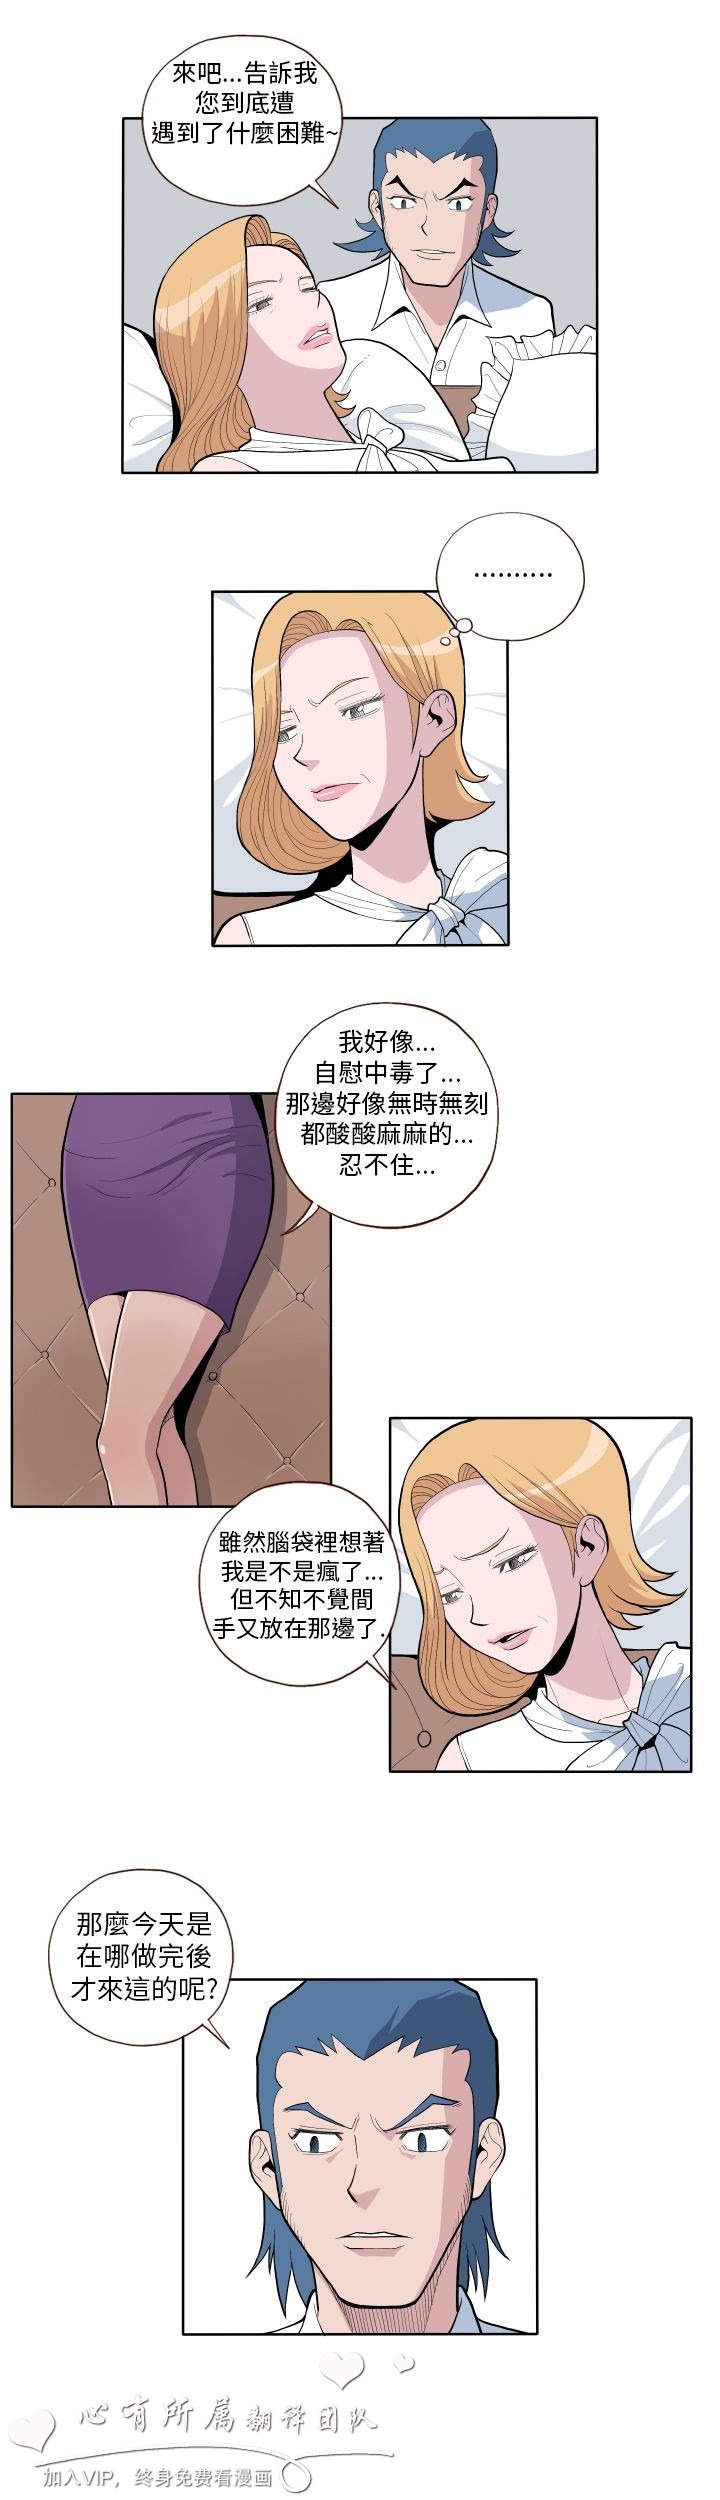 來吧...告訴我
您到底遭
遇到了什麼困難~
..........
我好像...
自慰中毒了...
那邊好像無時無刻
都酸酸麻麻的...
忍不住...
雖然腦袋裡想著
我是不是瘋了...
但不知不覺間
手又放在那邊了.
那麼今天是
在哪做完後
才來這的呢?
心有所属翻译团队
加入VIP，终身免费看漫画